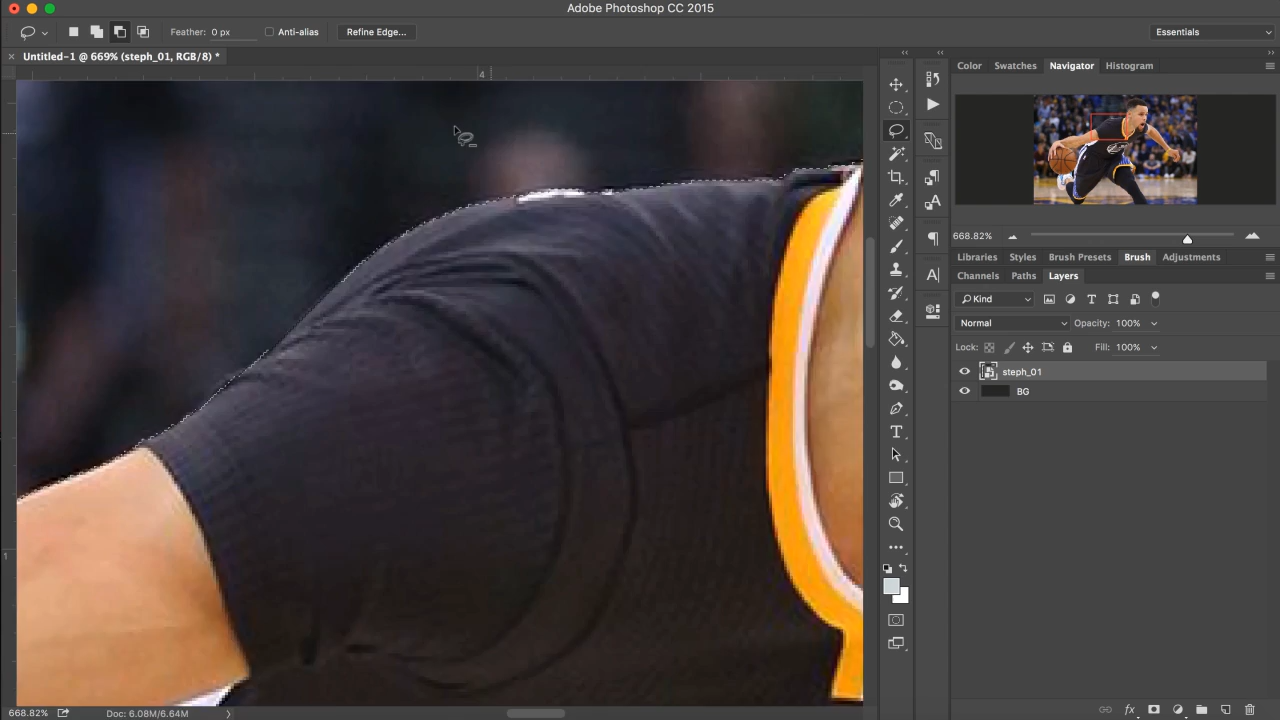 Adobe Photoshop CC 2015
Feather: 0 px
Anti-alias
Refine Edge...
Essentials
Untitled-1 @ 669% (steph_01, RGB/8) *
4
1
Color Swatches Navigator Histogram
668.82%
Libraries Styles Brush Presets Brush Adjustments
Channels Paths Layers
Kind
Normal Opacity: 100%
Lock: Fill: 100%
steph_01
BG
668.82% Doc: 6.08M/6.64M